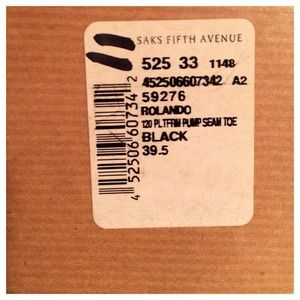 SAKS FIFTH AVENUE
525 33 1148
452506607342 A2
59276
ROLANDO
120 PLTFRM PUMP SEAM TOE
BLACK
39.5
4 52506 60734 2